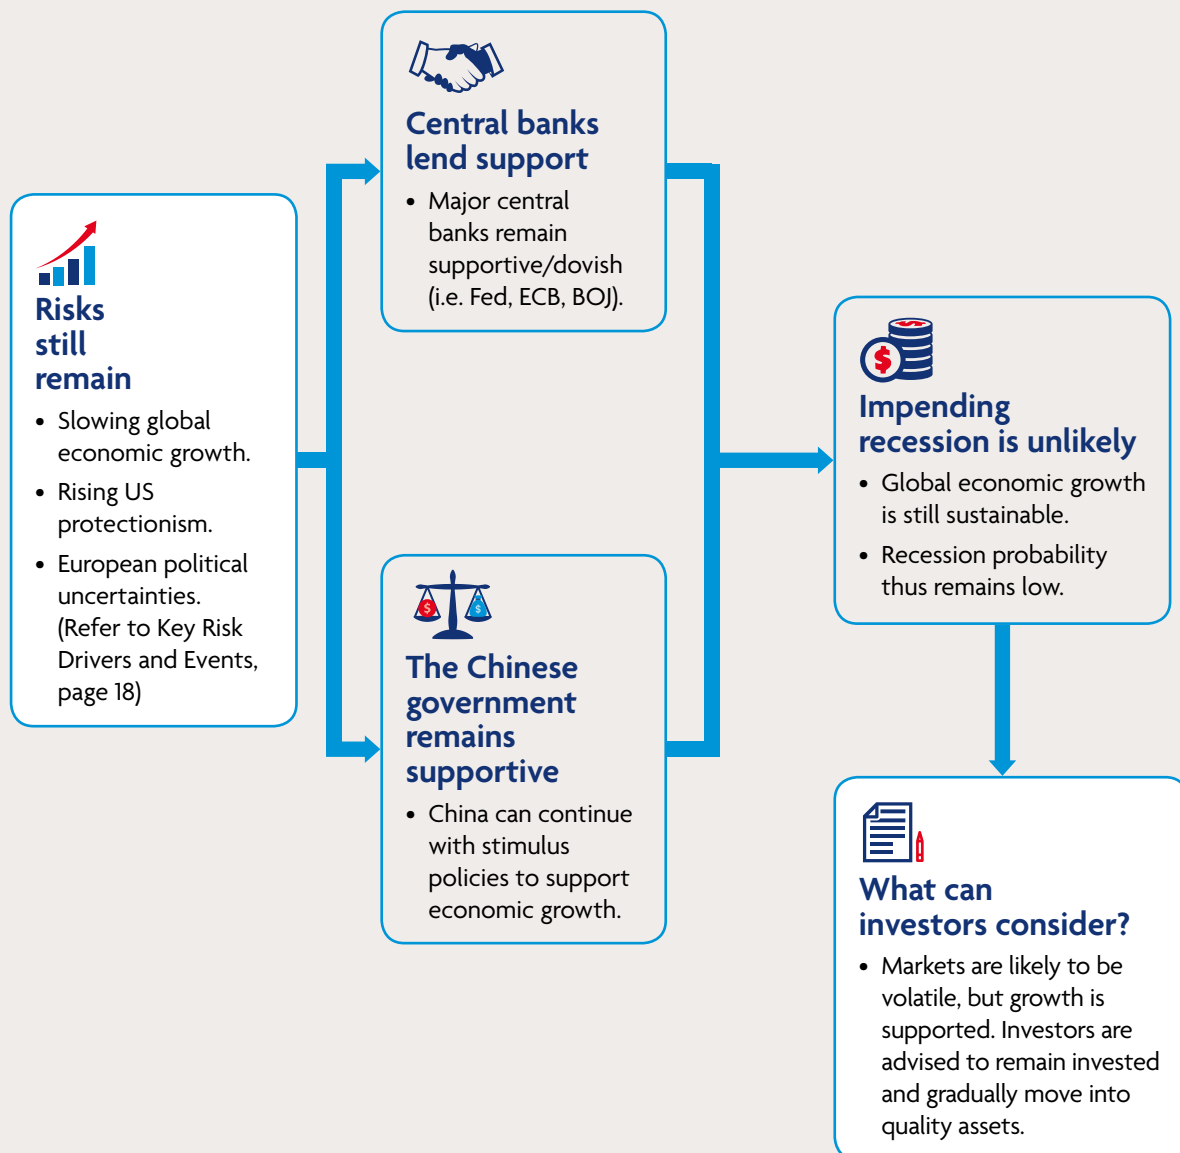 Risks
still
remain
• Slowing global
economic growth.
• Rising US
protectionism.
• European political
uncertainties.
(Refer to Key Risk
Drivers and Events,
page 18)
Central banks
lend support
• Major central
banks remain
supportive/dovish
(i.e. Fed, ECB, BOJ).
$
$
The Chinese
government
remains
supportive
• China can continue
with stimulus
policies to support
economic growth.
$
$
Impending
recession is unlikely
• Global economic growth
is still sustainable.
• Recession probability
thus remains low.
What can
investors consider?
• Markets are likely to be
volatile, but growth is
supported. Investors are
advised to remain invested
and gradually move into
quality assets.